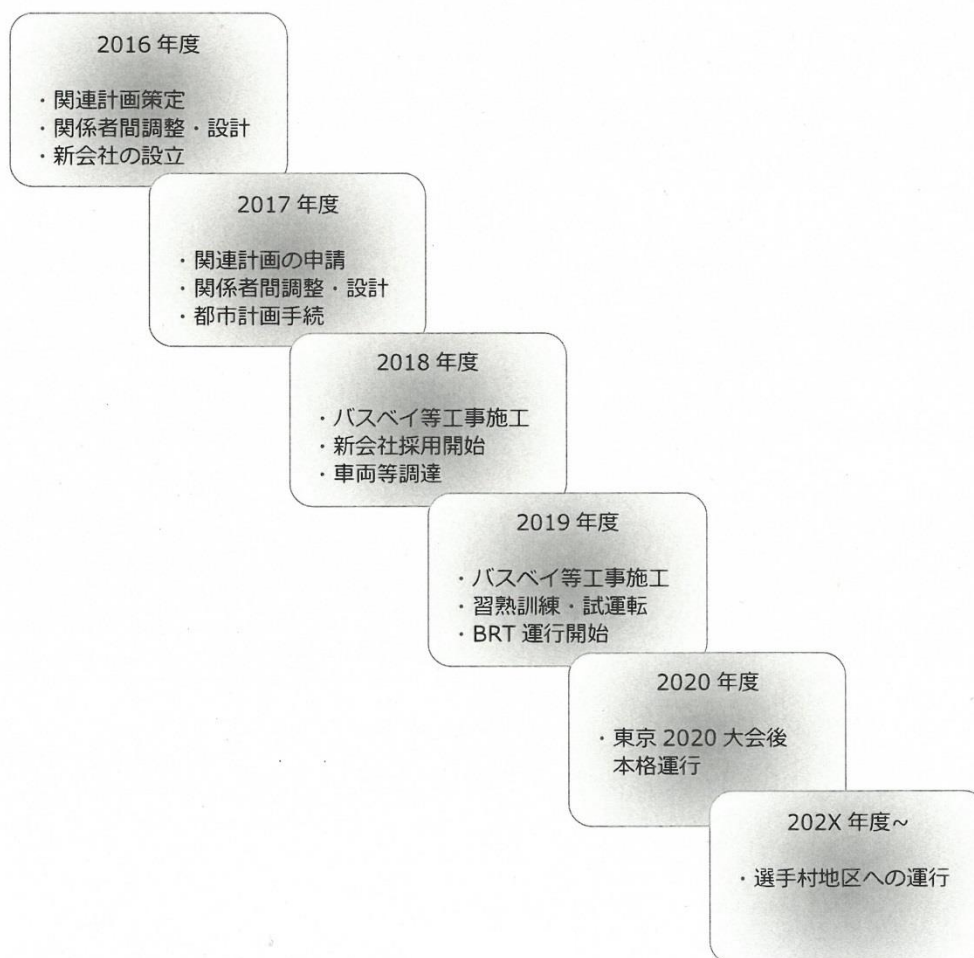 2016 年度
・関連計画策定
・関係者間調整・設計
・新会社の設立
2017 年度
・関連計画の申請
・関係者間調整・設計
・都市計画手続
2018 年度
・バスベイ等工事施工
・新会社採用開始
・車両等調達
2019 年度
・バスベイ等工事施工
・習熟訓練・試運転
・BRT 運行開始
2020 年度
・東京 2020 大会後
本格運行
202X 年度~
・選手村地区への運行